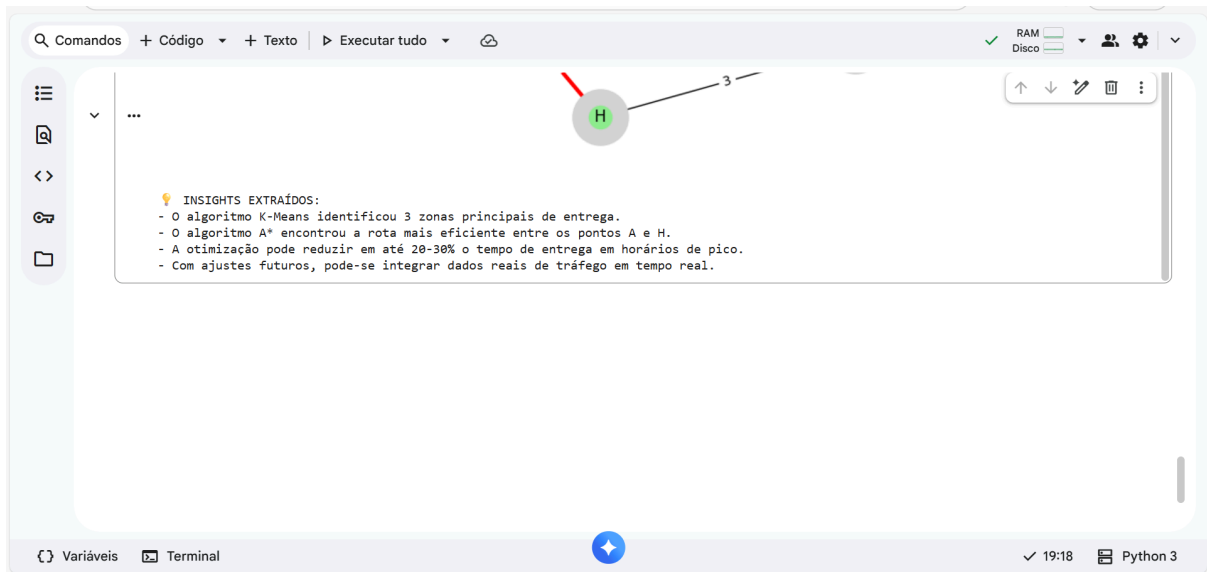 Comandos + Código + Texto Executar tudo RAM
Disco
3
H
...
💡 INSIGHTS EXTRAÍDOS:
- O algoritmo K-Means identificou 3 zonas principais de entrega.
- O algoritmo A* encontrou a rota mais eficiente entre os pontos A e H.
- A otimização pode reduzir em até 20-30% o tempo de entrega em horários de pico.
- Com ajustes futuros, pode-se integrar dados reais de tráfego em tempo real.
{} Variáveis Terminal 19:18 Python 3